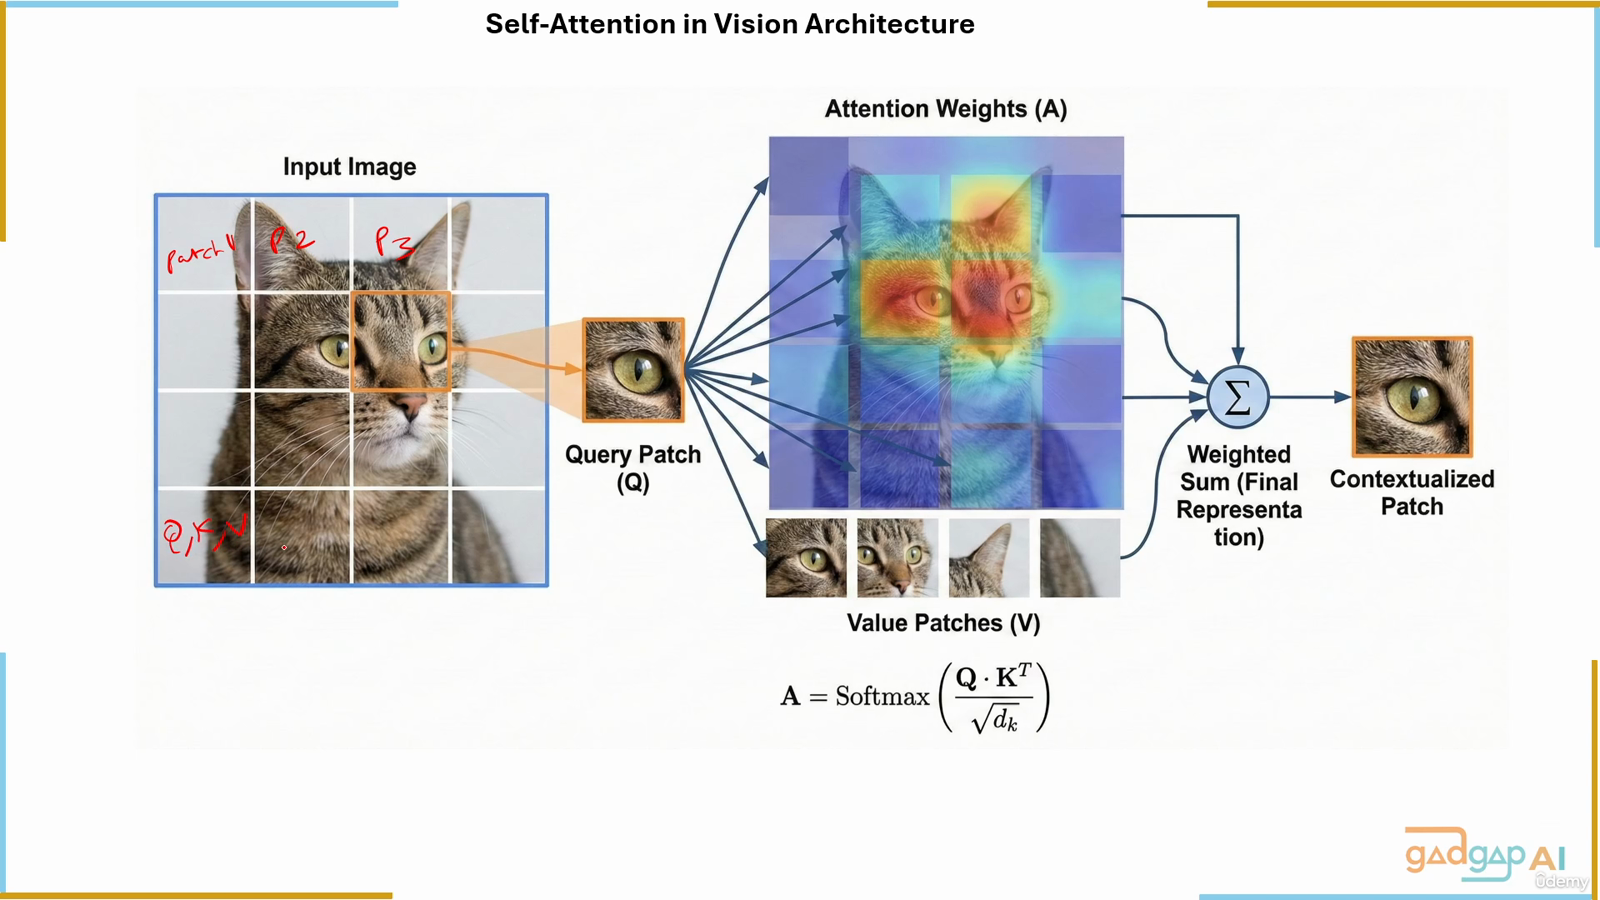 Self-Attention in Vision Architecture
Attention Weights (A)
Input Image
Patch 1
P2
P3
Q, K, V
Query Patch
(Q)
Σ
Weighted
Sum (Final
Representa
tion)
Contextualized
Patch
Value Patches (V)
A = Softmax(Q · K^T / √d_k)
gadgap AI
ûdemy